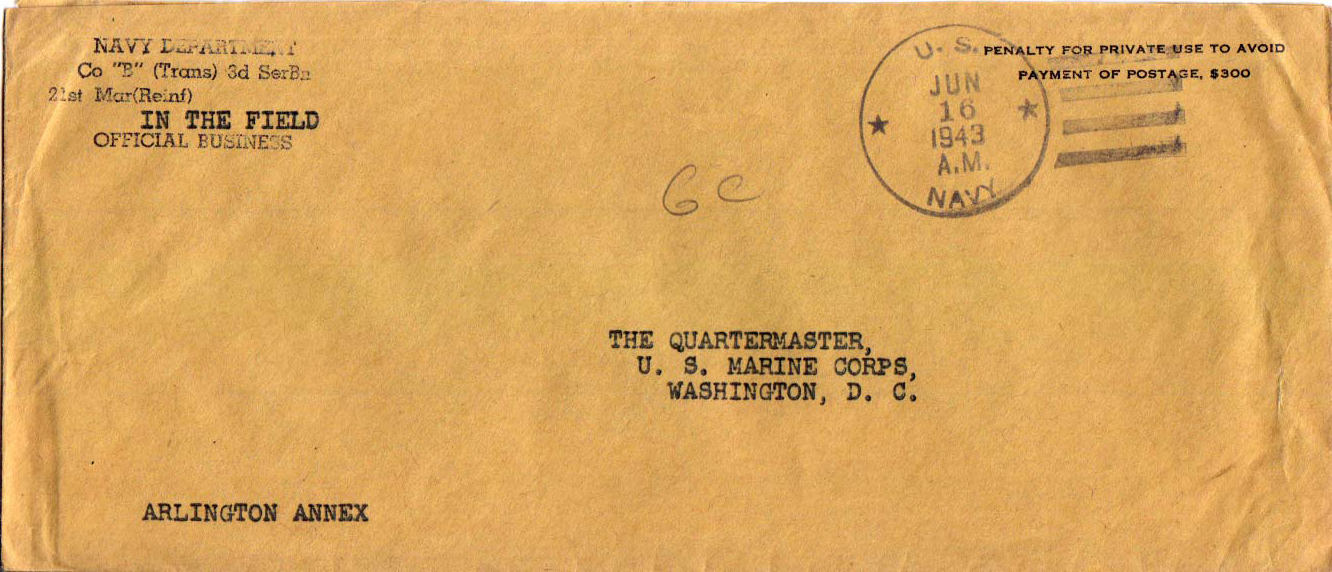 NAVY DEPARTMENT
Co "B" (Trans) 3d SerBn
21st Mar(Reinf)
IN THE FIELD
OFFICIAL BUSINESS
U. S.
JUN
16
1943
A.M.
NAVY
PENALTY FOR PRIVATE USE TO AVOID
PAYMENT OF POSTAGE, $300
GC
THE QUARTERMASTER,
U. S. MARINE CORPS,
WASHINGTON, D. C.
ARLINGTON ANNEX